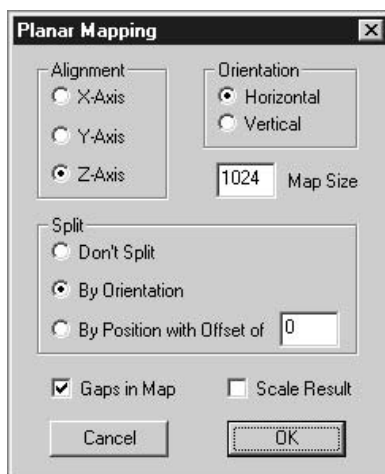 Planar Mapping
Alignment
X-Axis
Y-Axis
Z-Axis
Orientation
Horizontal
Vertical
1024 Map Size
Split
Don't Split
By Orientation
By Position with Offset of 0
Gaps in Map
Scale Result
Cancel
OK